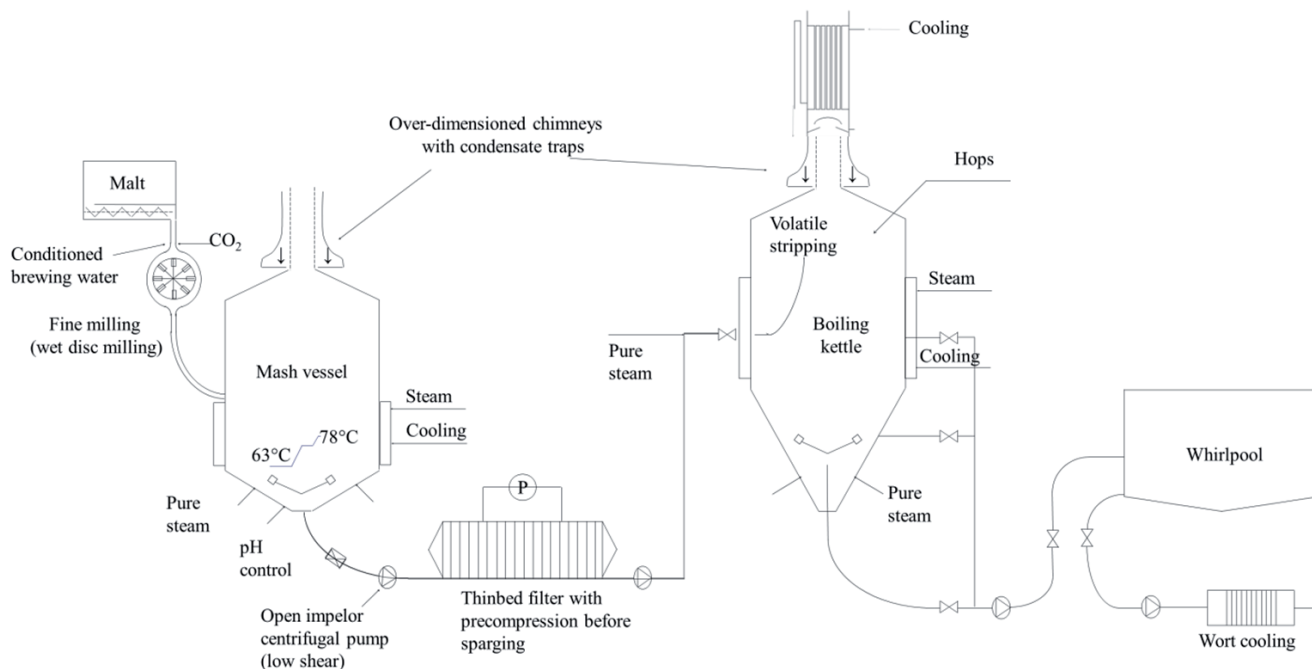 Cooling
Over-dimensioned chimneys
with condensate traps
Hops
Malt
CO2
Conditioned
brewing water
Volatile
stripping
Fine milling
(wet disc milling)
Steam
Boiling
kettle
Pure
steam
Cooling
Mash vessel
Steam
Cooling
78°C
63°C
Whirlpool
Pure
steam
P
Pure
steam
pH
control
Open impelor
centrifugal pump
(low shear)
Thinbed filter with
precompression before
sparging
Wort cooling